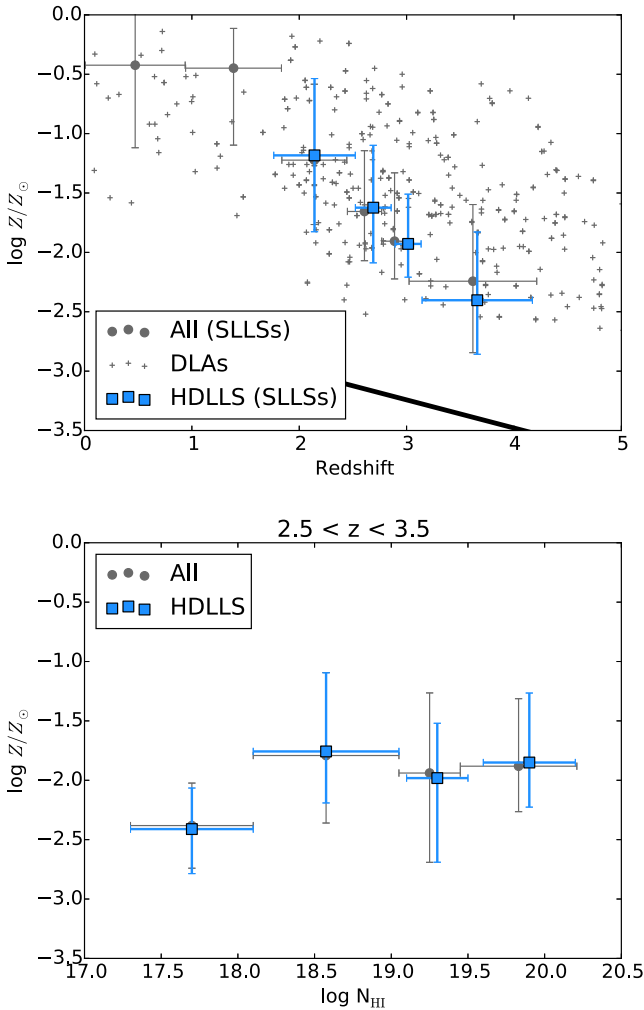 0.0
−0.5
−1.0
−1.5
−2.0
−2.5
−3.0
−3.5
log Z/Z⊙
All (SLLSs)
DLAs
HDLLS (SLLSs)
0 1 2 3 4 5
Redshift
2.5 < z < 3.5
0.0
−0.5
−1.0
−1.5
−2.0
−2.5
−3.0
−3.5
log Z/Z⊙
All
HDLLS
17.0 17.5 18.0 18.5 19.0 19.5 20.0 20.5
log N_HI